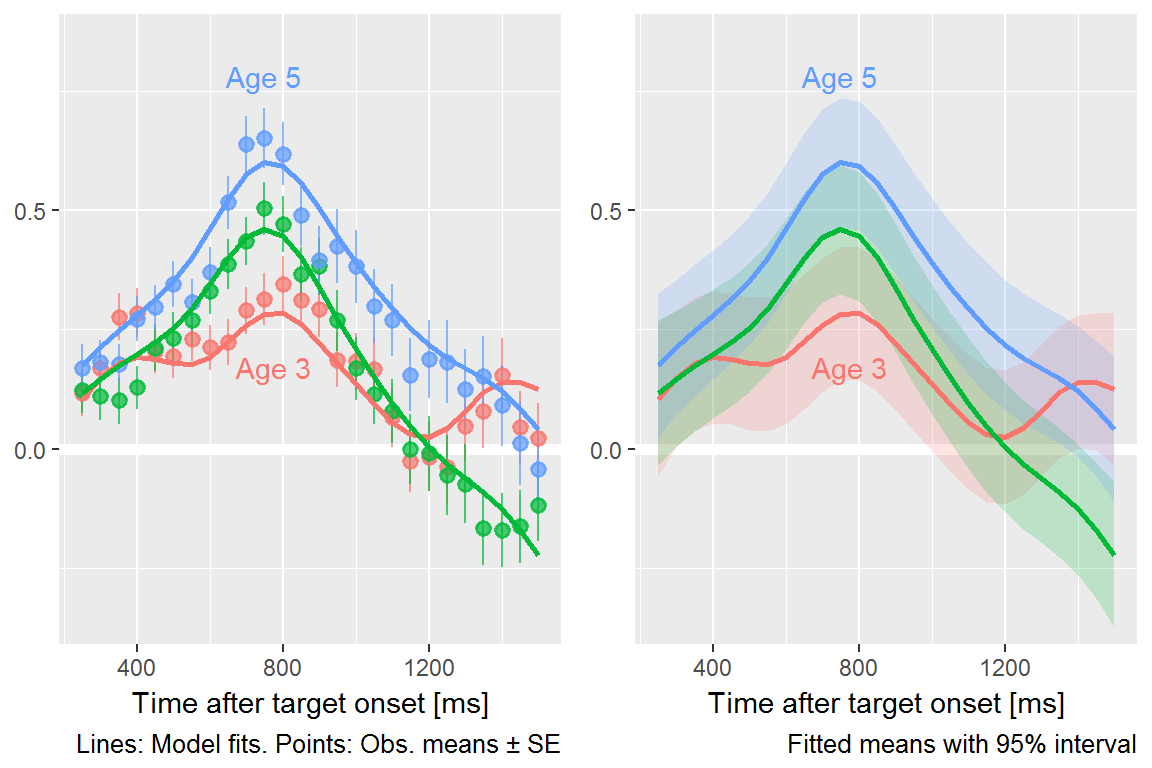 Age 5
0.5
Age 3
0.0
400 800 1200
Time after target onset [ms]
Lines: Model fits. Points: Obs. means ± SE
Age 5
0.5
Age 3
0.0
400 800 1200
Time after target onset [ms]
Fitted means with 95% interval